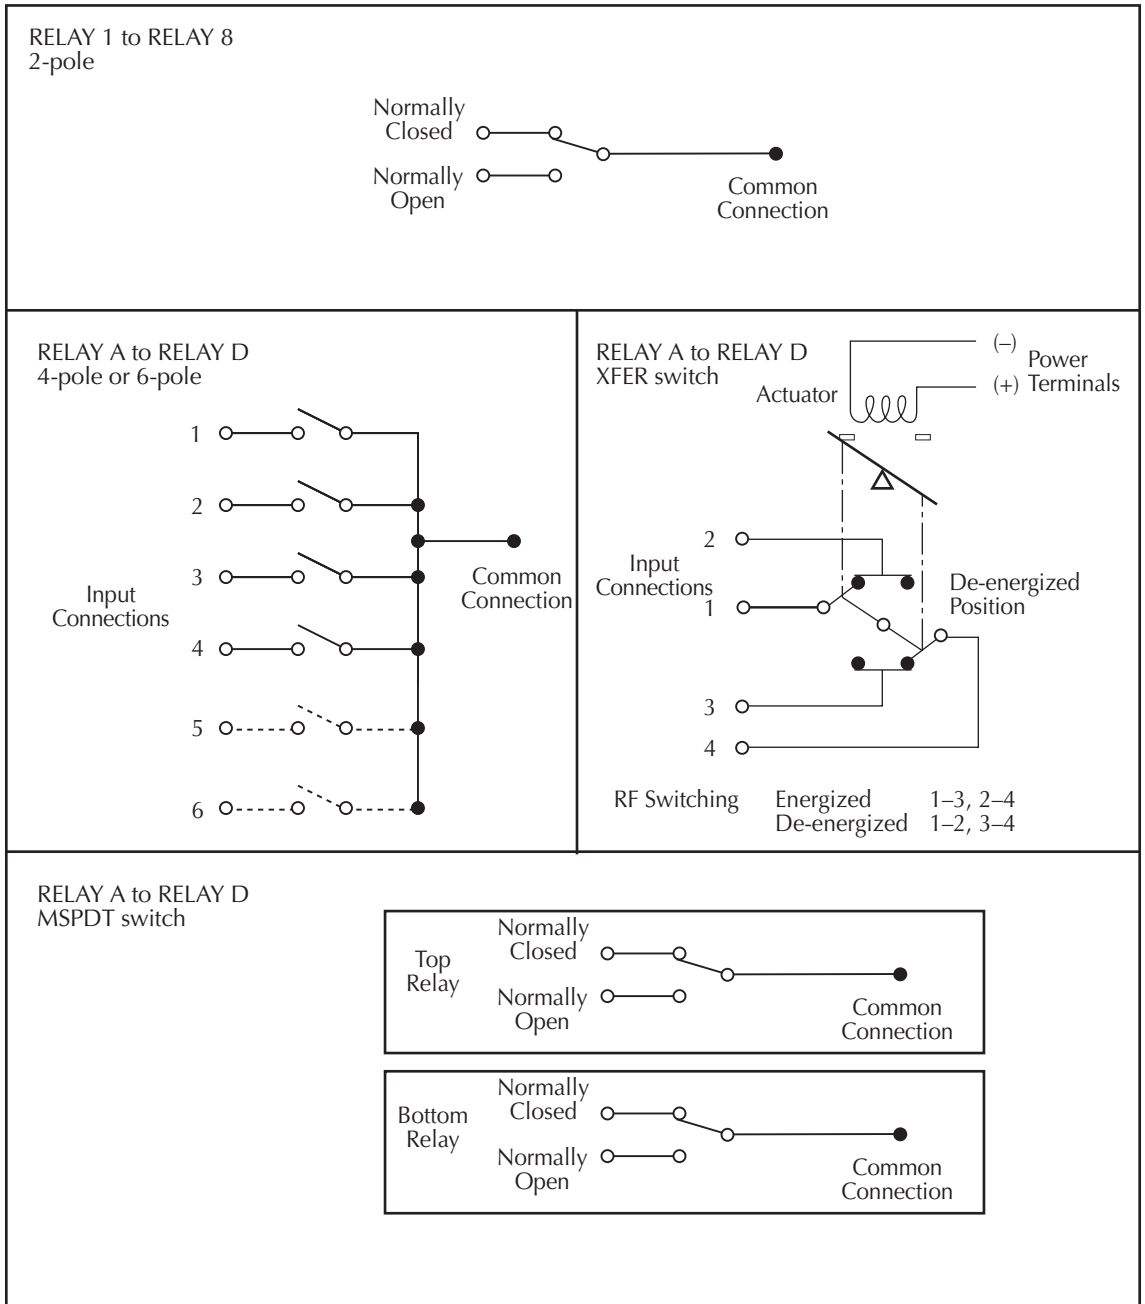 RELAY 1 to RELAY 8
2-pole
Normally
Closed
Normally
Open
Common
Connection
RELAY A to RELAY D
4-pole or 6-pole
1
2
3
4
5
6
Input
Connections
Common
Connection
RELAY A to RELAY D
XFER switch
Actuator
(–)
(+)
Power
Terminals
2
1
Input
Connections
De-energized
Position
3
4
RF Switching Energized 1–3, 2–4
De-energized 1–2, 3–4
RELAY A to RELAY D
MSPDT switch
Top
Relay
Normally
Closed
Normally
Open
Common
Connection
Bottom
Relay
Normally
Closed
Normally
Open
Common
Connection